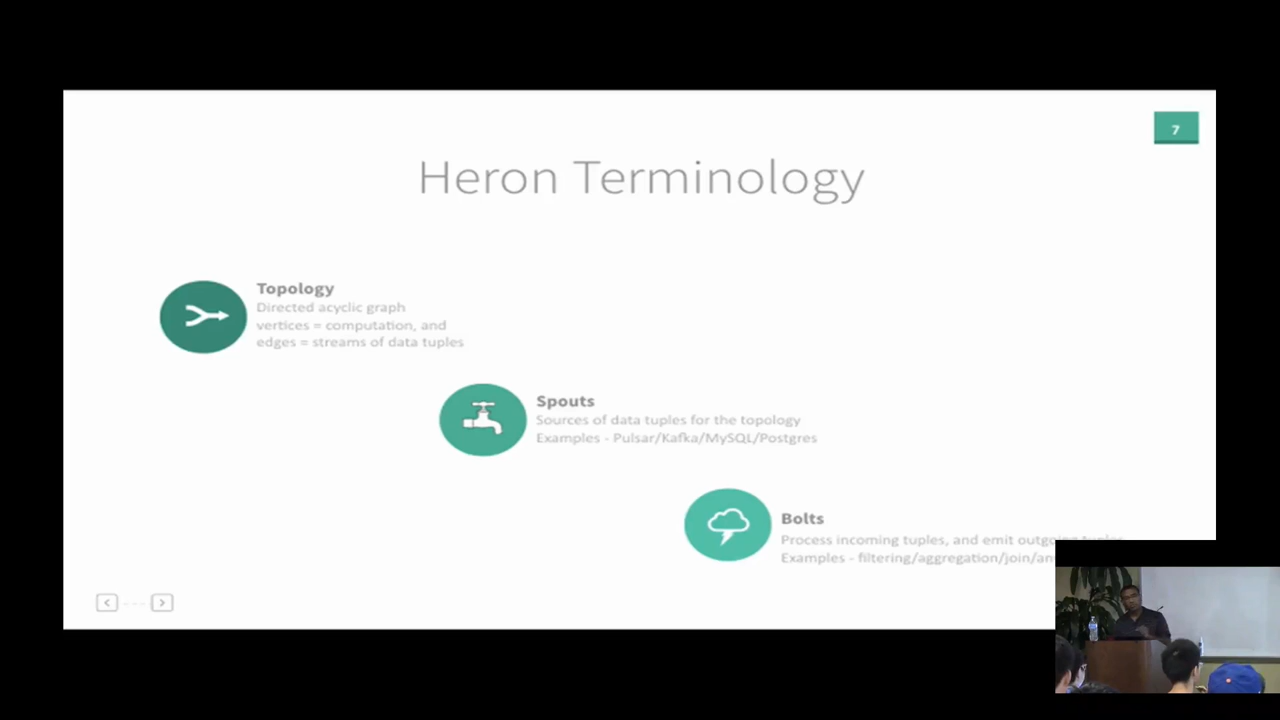 7
Heron Terminology
Topology
Directed acyclic graph
vertices = computation, and
edges = streams of data tuples
Spouts
Sources of data tuples for the topology
Examples - Pulsar/Kafka/MySQL/Postgres
Bolts
Process incoming tuples, and emit outgoing tuples
Examples - filtering/aggregation/join/